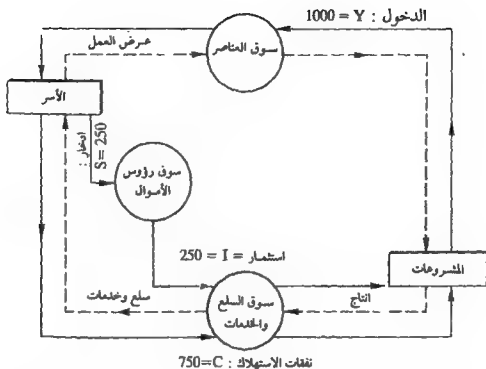 الدخول : Y = 1000
عرض العمل
سوق العناصر
الأسر
ادخار :
S= 250
سوق رؤوس
الأموال
استثمار = I = 250
المشروعات
سلع وخدمات
سوق السلع
والخدمات
انتاج
نفقات الاستهلاك : C=750